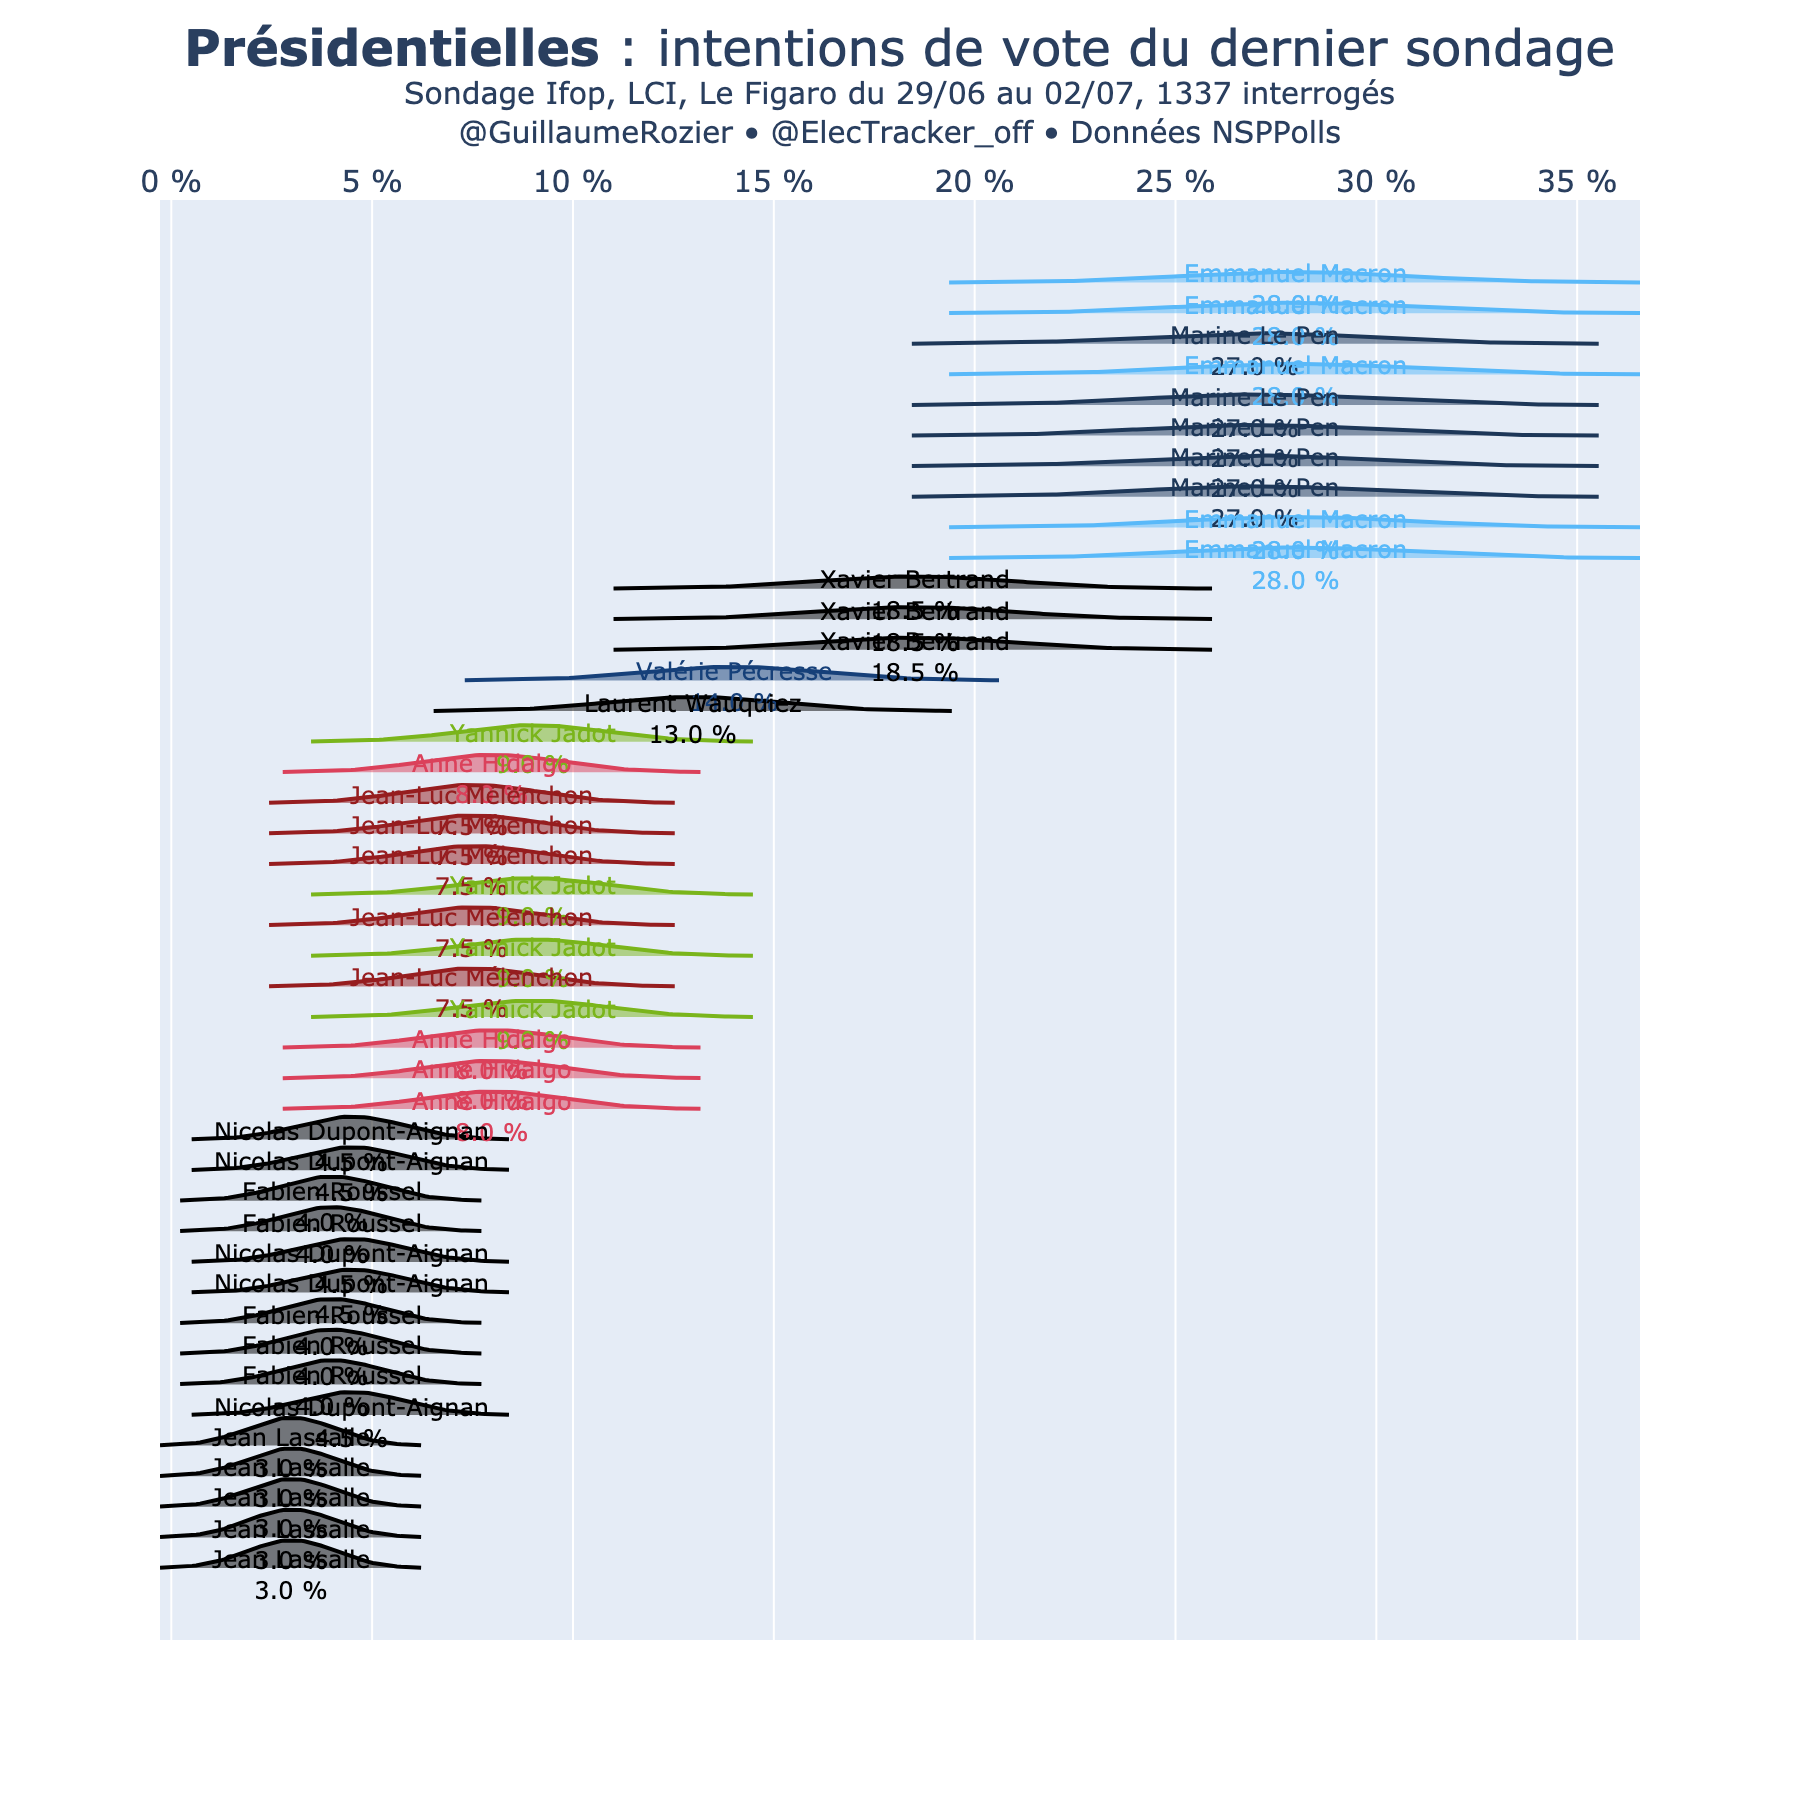 Présidentielles : intentions de vote du dernier sondage
Sondage Ifop, LCI, Le Figaro du 29/06 au 02/07, 1337 interrogés
@GuillaumeRozier • @ElecTracker_off • Données NSPPolls
0 % 5 % 10 % 15 % 20 % 25 % 30 % 35 %
Emmanuel Macron
28.0 %
Emmanuel Macron
28.0 %
Marine Le Pen
27.0 %
Emmanuel Macron
28.0 %
Marine Le Pen
27.0 %
Marine Le Pen
27.0 %
Marine Le Pen
27.0 %
Marine Le Pen
27.0 %
Emmanuel Macron
28.0 %
Emmanuel Macron
28.0 %
Xavier Bertrand
18.5 %
Xavier Bertrand
18.5 %
Xavier Bertrand
18.5 %
Valérie Pécresse
14.0 %
Laurent Wauquiez
13.0 %
Yannick Jadot
9.0 %
Anne Hidalgo
8.0 %
Jean-Luc Mélenchon
7.5 %
Jean-Luc Mélenchon
7.5 %
Jean-Luc Mélenchon
7.5 %
Yannick Jadot
9.0 %
Jean-Luc Mélenchon
7.5 %
Yannick Jadot
9.0 %
Jean-Luc Mélenchon
7.5 %
Yannick Jadot
9.0 %
Anne Hidalgo
8.0 %
Anne Hidalgo
8.0 %
Anne Hidalgo
8.0 %
Nicolas Dupont-Aignan
4.5 %
Nicolas Dupont-Aignan
4.5 %
Fabien Roussel
4.0 %
Fabien Roussel
4.0 %
Nicolas Dupont-Aignan
4.5 %
Nicolas Dupont-Aignan
4.5 %
Fabien Roussel
4.0 %
Fabien Roussel
4.0 %
Fabien Roussel
4.0 %
Nicolas Dupont-Aignan
4.5 %
Jean Lassalle
3.0 %
Jean Lassalle
3.0 %
Jean Lassalle
3.0 %
Jean Lassalle
3.0 %
Jean Lassalle
3.0 %